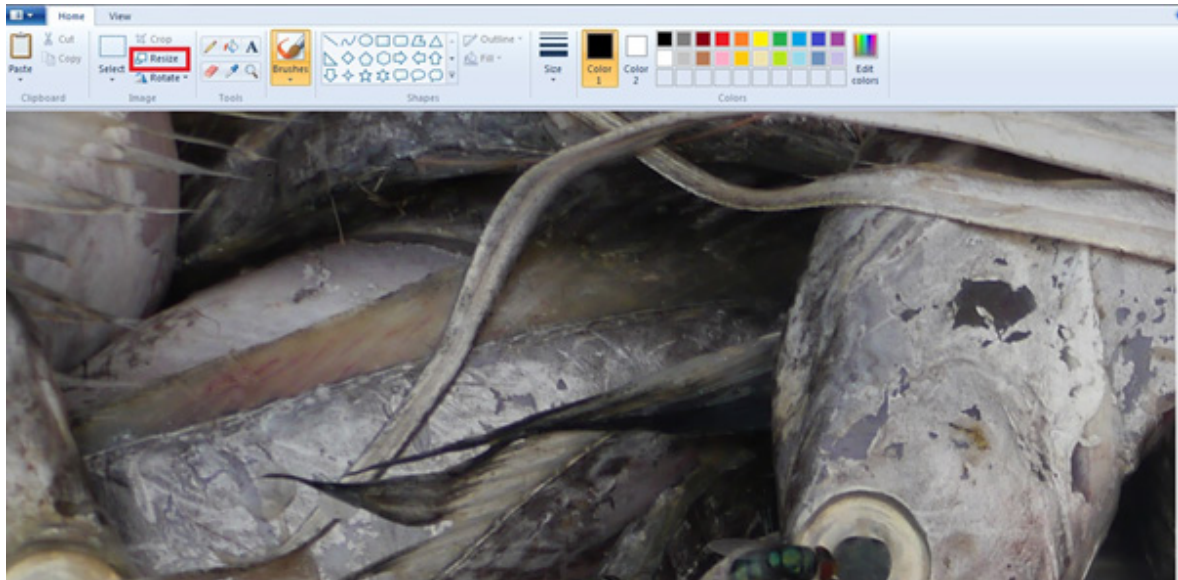 Home View
Paste
Cut
Copy
Clipboard
Select
Crop
Resize
Rotate
Image
Tools
Brushes
Outline
Fill
Shapes
Size
Color 1
Color 2
Edit colors
Colors